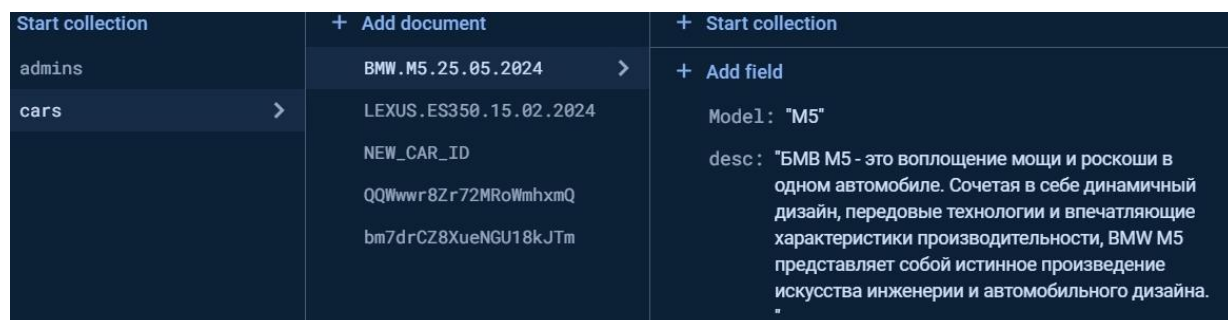 Start collection
admins
cars
+ Add document
BMW.M5.25.05.2024
LEXUS.ES350.15.02.2024
NEW_CAR_ID
QQWwwr8Zr72MRoWmhxmQ
bm7drCZ8XueNGU18kJTm
+ Start collection
+ Add field
Model: "M5"
desc: "БМВ М5 - это воплощение мощи и роскоши в
одном автомобиле. Сочетая в себе динамичный
дизайн, передовые технологии и впечатляющие
характеристики производительности, BMW M5
представляет собой истинное произведение
искусства инженерии и автомобильного дизайна.
"